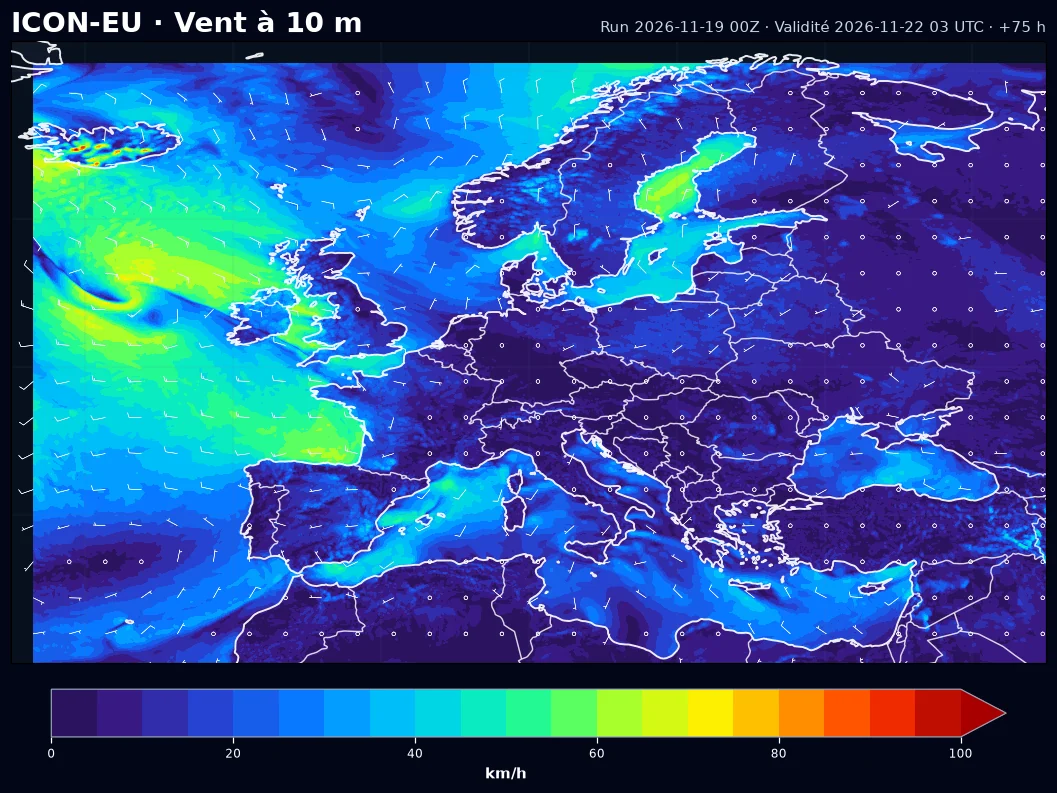 ICON-EU · Vent à 10 m
Run 2026-11-19 00Z · Validité 2026-11-22 03 UTC · +75 h
0 20 40 60 80 100
km/h